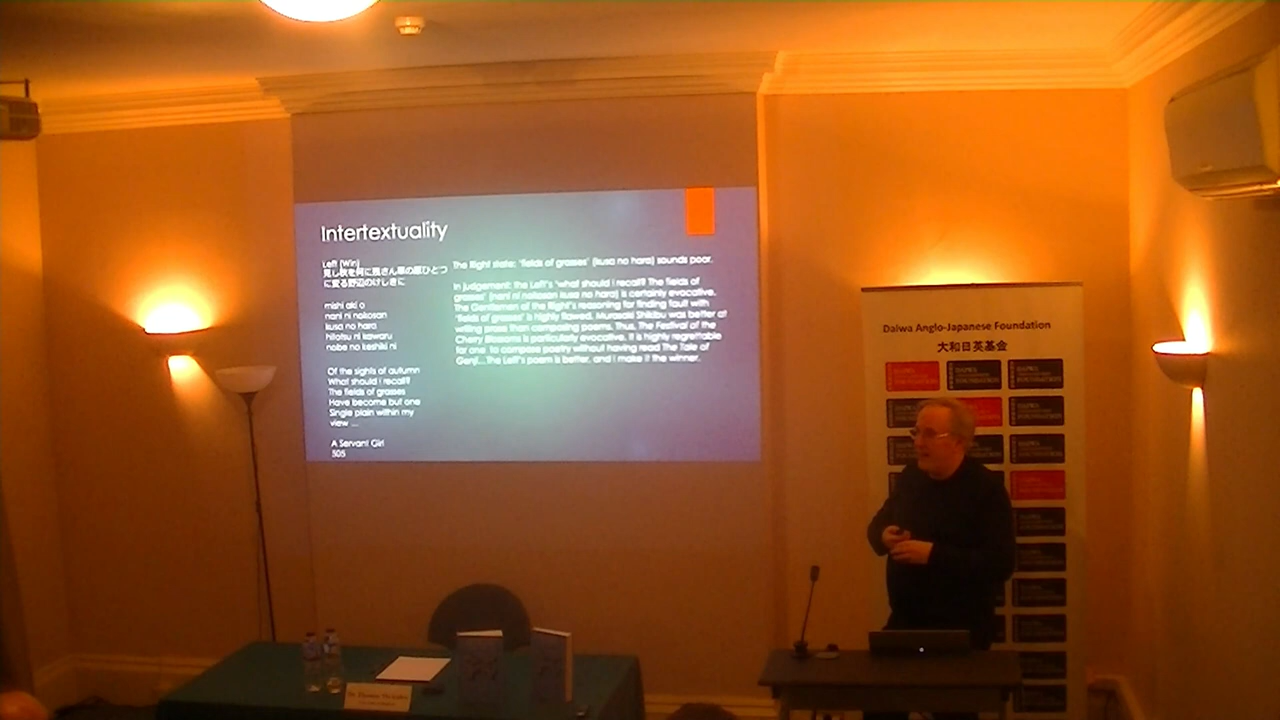 Intertextuality
Left (Win)
見し秋を何に残さん草の原ひとつ
に変る野辺のけしきに
mishi aki o
nani ni nokosan
kusa no hara
hitotsu ni kawaru
nobe no keshiki ni
Of the sights of autumn
What should I recall?
The fields of grasses
Have become but one
Single plain within my
view ...
A Servant Girl
505
The Right state: ‘fields of grasses’ (kusa no hara) sounds poor.
In judgement: the Left's ‘what should I recall? The fields of
grasses’ (nani ni nokosan kusa no hara) is certainly evocative.
The Gentlemen of the Right's reasoning for finding fault with
‘fields of grasses’ is highly flawed. Murasaki Shikibu was better at
writing prose than composing poems. Thus, The Festival of the
Cherry Blossoms is particularly evocative. It is highly regrettable
for one to compose poetry without having read The Tale of
Genji... The Left's poem is better, and I make it the winner.
Daiwa Anglo-Japanese Foundation
大和日英基金
DAIWA
FOUNDATION